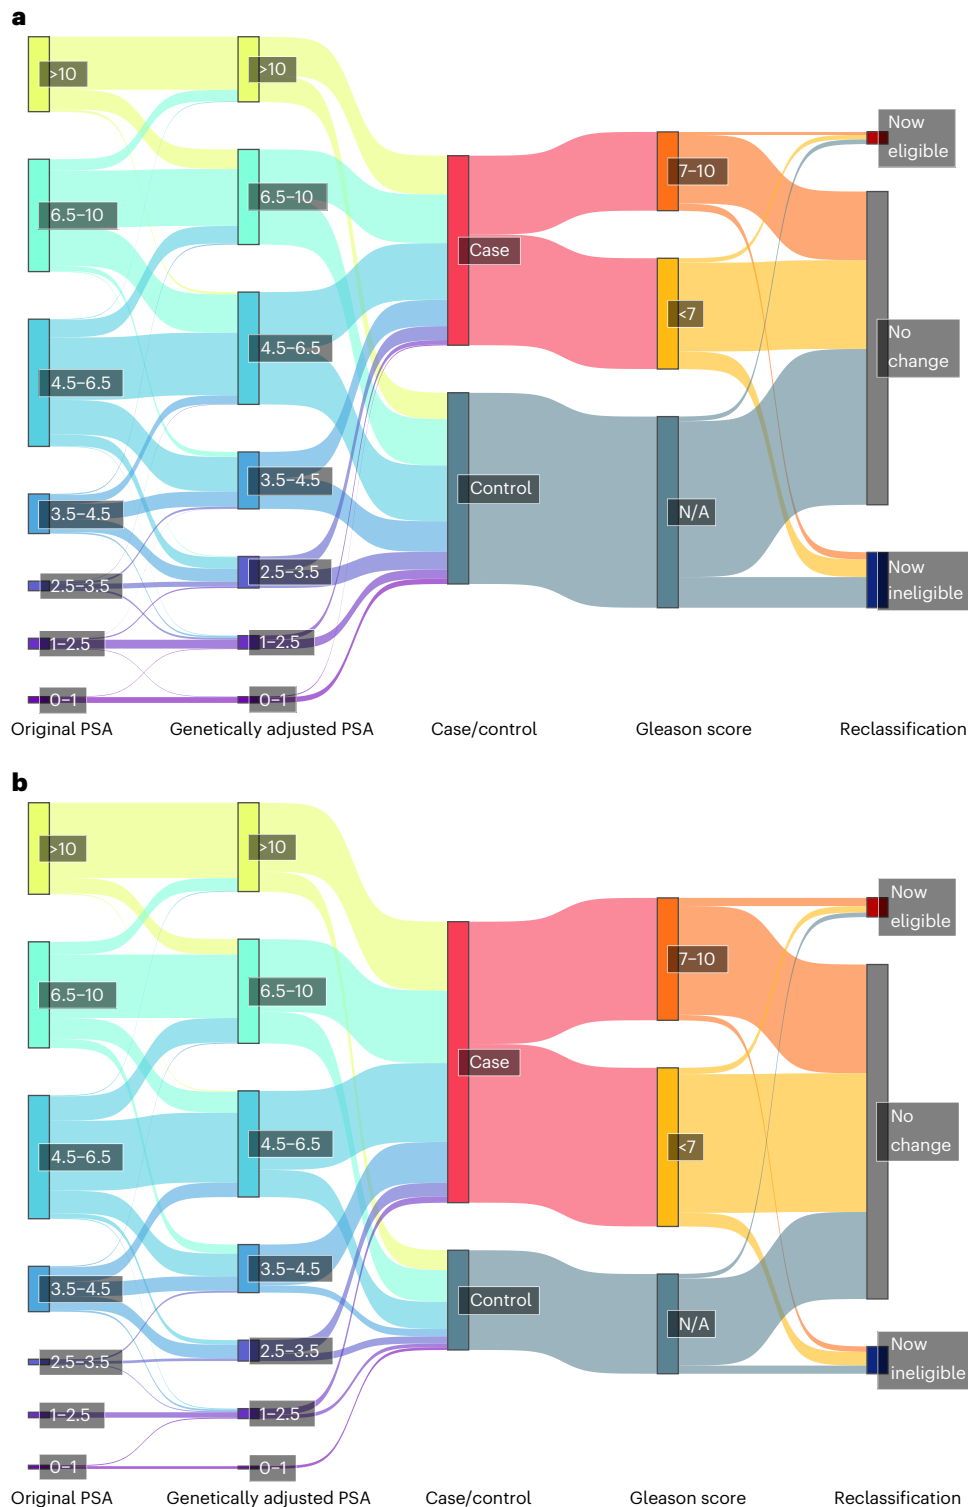 a
>10
>10
Now
eligible
7–10
6.5–10
6.5–10
Case
<7
No
change
4.5–6.5
4.5–6.5
3.5–4.5
Control
3.5–4.5
N/A
2.5–3.5
2.5–3.5
Now
ineligible
1–2.5
1–2.5
0–1
0–1
Original PSA
Genetically adjusted PSA
Case/control
Gleason score
Reclassification
b
>10
>10
Now
eligible
7–10
6.5–10
6.5–10
Case
No
change
4.5–6.5
4.5–6.5
<7
3.5–4.5
3.5–4.5
Control
N/A
2.5–3.5
2.5–3.5
Now
ineligible
1–2.5
1–2.5
0–1
0–1
Original PSA
Genetically adjusted PSA
Case/control
Gleason score
Reclassification